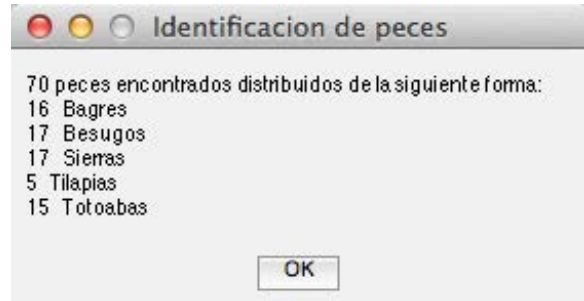 Identificacion de peces
70 peces encontrados distribuidos de la siguiente forma:
16 Bagres
17 Besugos
17 Sierras
5 Tilapias
15 Totoabas
OK